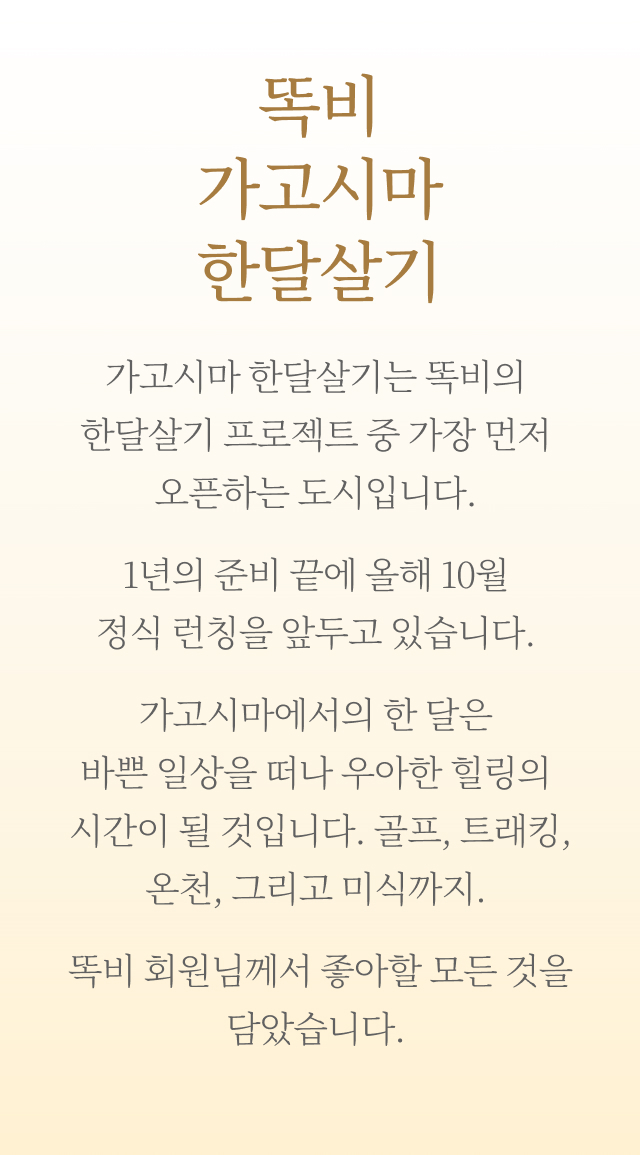 똑비
가고시마
한달살기
가고시마 한달살기는 똑비의
한달살기 프로젝트 중 가장 먼저
오픈하는 도시입니다.
1년의 준비 끝에 올해 10월
정식 런칭을 앞두고 있습니다.
가고시마에서의 한 달은
바쁜 일상을 떠나 우아한 힐링의
시간이 될 것입니다. 골프, 트래킹,
온천, 그리고 미식까지.
똑비 회원님께서 좋아할 모든 것을
담았습니다.